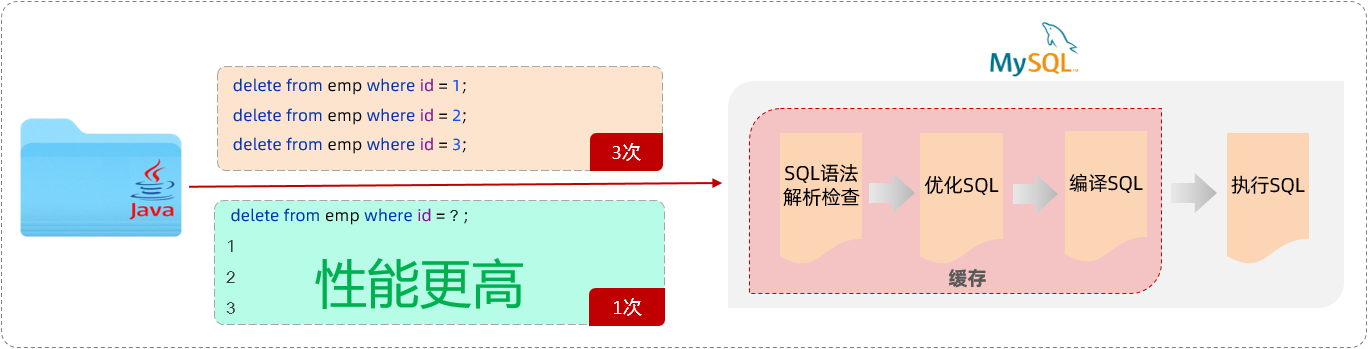 delete from emp where id = 1;
delete from emp where id = 2;
delete from emp where id = 3;
3次
Java
delete from emp where id = ? ;
1
2
3
性能更高
1次
MySQL™
SQL语法
解析检查
优化SQL
编译SQL
执行SQL
缓存